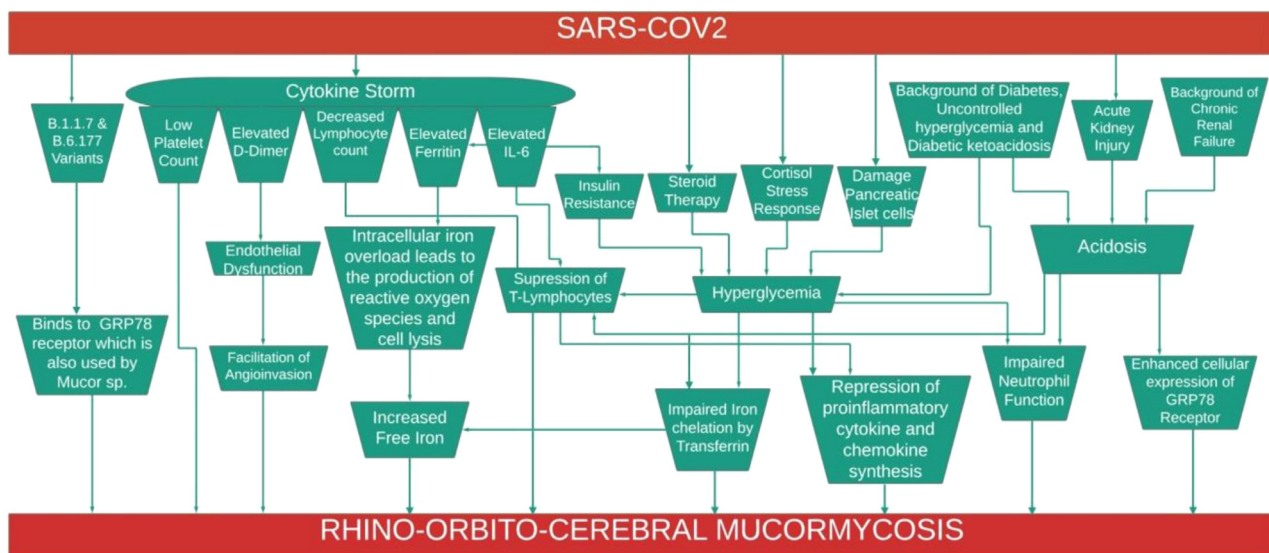 SARS-COV2
Cytokine Storm
B.1.1.7 &
B.6.177
Variants
Low
Platelet
Count
Elevated
D-Dimer
Decreased
Lymphocyte
count
Elevated
Ferritin
Elevated
IL-6
Insulin
Resistance
Steroid
Therapy
Cortisol
Stress
Response
Damage
Pancreatic
Islet cells
Background of Diabetes,
Uncontrolled
hyperglycemia and
Diabetic ketoacidosis
Acute
Kidney
Injury
Background of
Chronic
Renal
Failure
Endothelial
Dysfunction
Intracellular iron
overload leads to
the production of
reactive oxygen
species and
cell lysis
Supression of
T-Lymphocytes
Hyperglycemia
Acidosis
Binds to GRP78
receptor which is
also used by
Mucor sp.
Facilitation of
Angioinvasion
Increased
Free Iron
Impaired Iron
chelation by
Transferrin
Repression of
proinflammatory
cytokine and
chemokine
synthesis
Impaired
Neutrophil
Function
Enhanced cellular
expression of
GRP78
Receptor
RHINO-ORBITO-CEREBRAL MUCORMYCOSIS